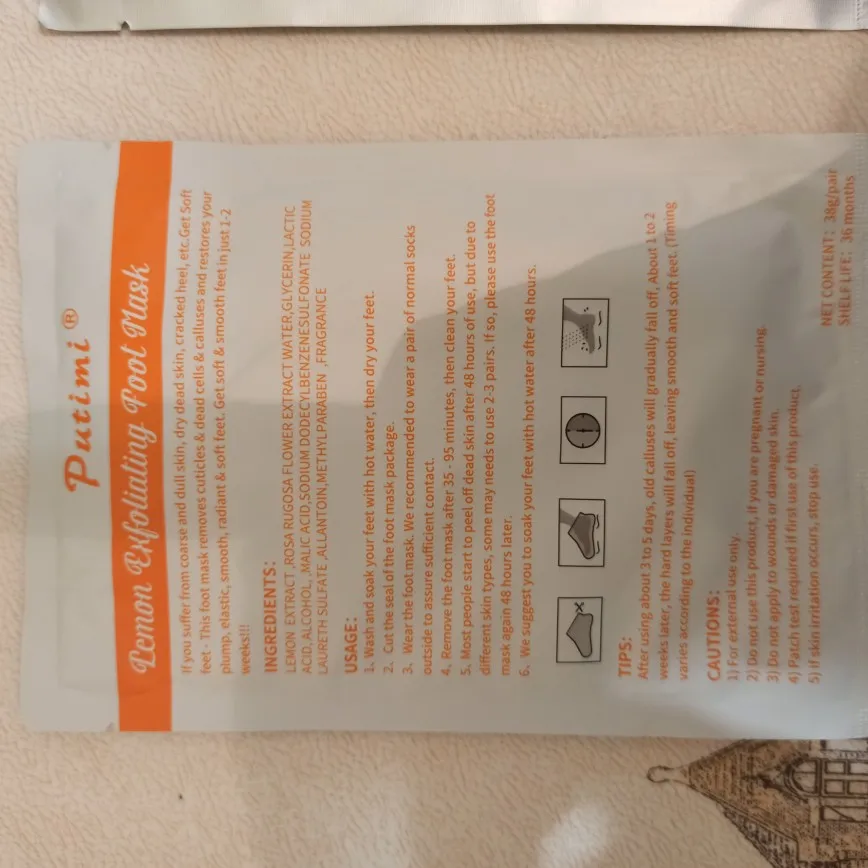 Putimi ®
Lemon Exfoliating Foot Mask
If you suffer from coarse and dull skin, dry dead skin, cracked heel, etc.Get Soft
feet - This foot mask removes cuticles & dead cells & calluses and restores your
plump, elastic, smooth, radiant & soft feet. Get soft & smooth feet in just 1-2
weeks!!!
INGREDIENTS:
LEMON EXTRACT ,ROSA RUGOSA FLOWER EXTRACT WATER,GLYCERIN,LACTIC
ACID,ALCOHOL, ,MALIC ACID,SODIUM DODECYLBENZENESULFONATE SODIUM
LAURETH SULFATE ,ALLANTOIN,METHYLPARABEN ,FRAGRANCE
USAGE:
1. Wash and soak your feet with hot water, then dry your feet.
2. Cut the seal of the foot mask package.
3. Wear the foot mask. We recommended to wear a pair of normal socks
outside to assure sufficient contact.
4. Remove the foot mask after 35 - 95 minutes, then clean your feet.
5. Most people start to peel off dead skin after 48 hours of use, but due to
different skin types, some may needs to use 2-3 pairs. If so, please use the foot
mask again 48 hours later.
6. We suggest you to soak your feet with hot water after 48 hours.
TIPS:
After using about 3 to 5 days, old calluses will gradually fall off, About 1 to 2
weeks later, the hard layers will fall off, leaving smooth and soft feet. (Timing
varies according to the individual)
CAUTIONS:
1) For external use only.
2) Do not use this product, if you are pregnant or nursing.
3) Do not apply to wounds or damaged skin.
4) Patch test required if first use of this product.
5) If skin irritation occurs, stop use.
NET CONTENT: 38g/pair
SHELF LIFE: 36 months